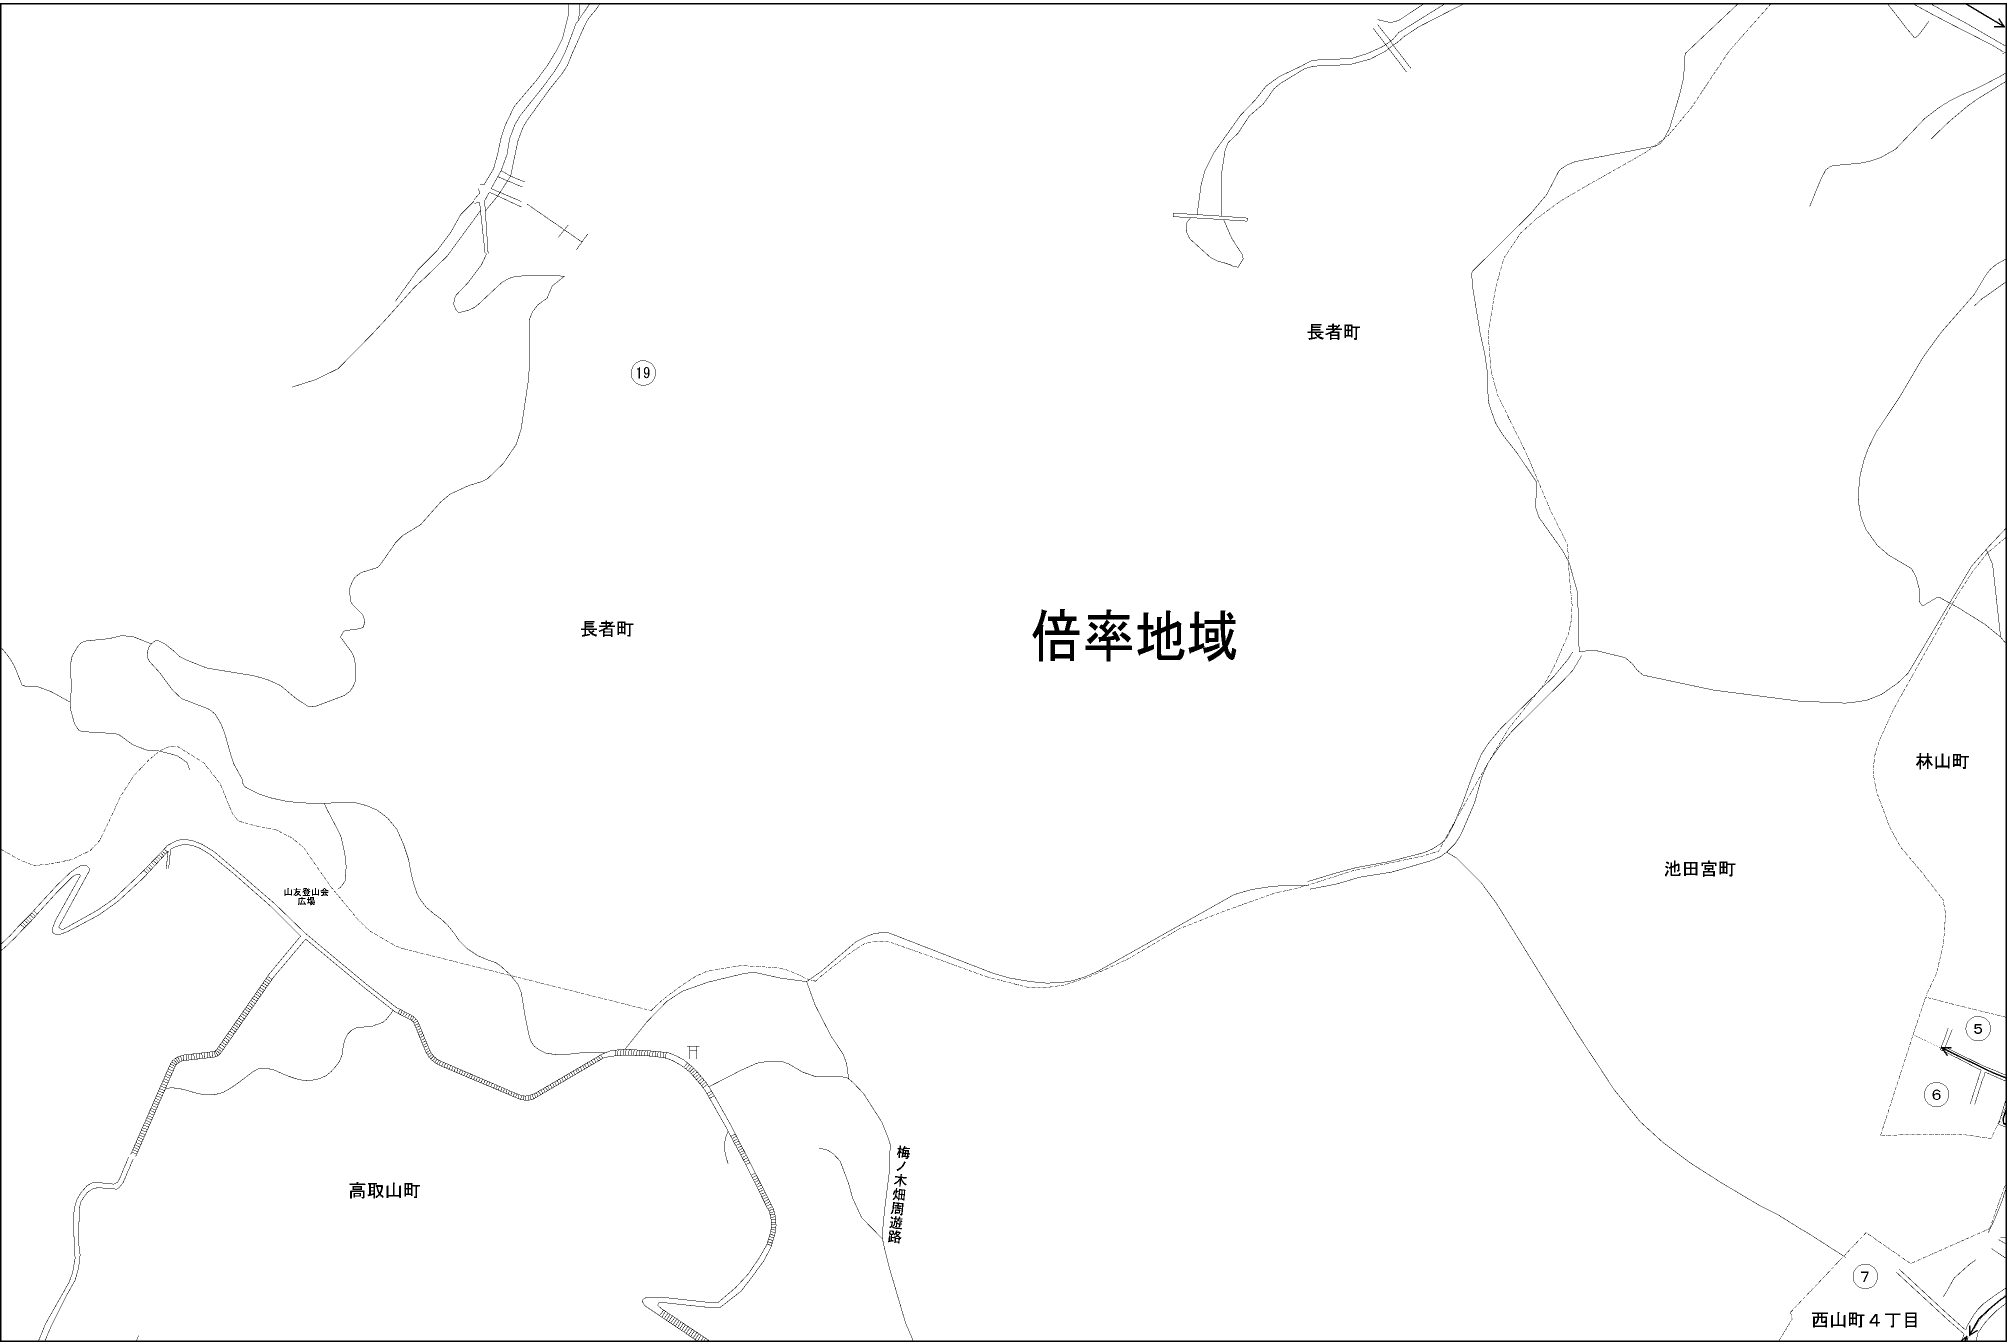 長者町
19
長者町
倍率地域
林山町
池田宮町
山友登山会
広場
5
6
梅ノ木畑周遊路
高取山町
7
西山町４丁目